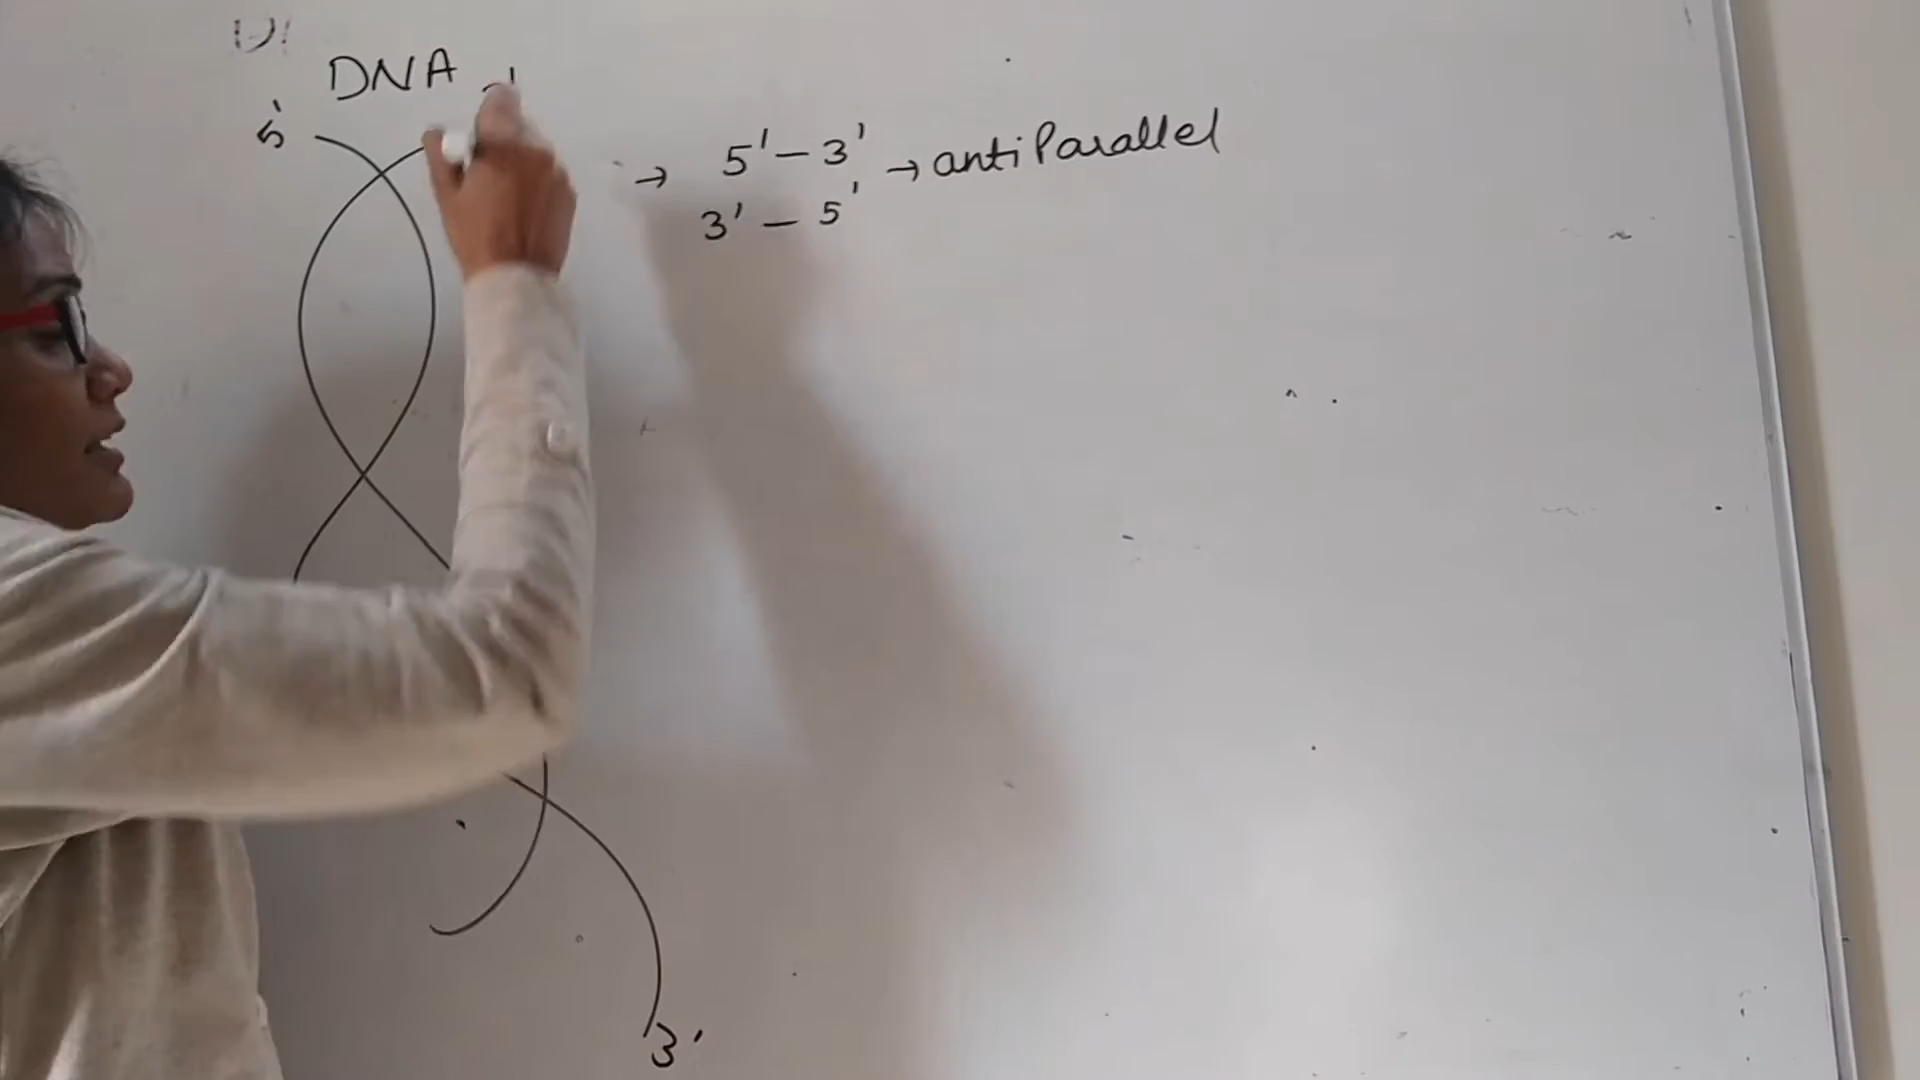 DNA
5'
→ 5' – 3' → antiParallel
3' – 5'
3'